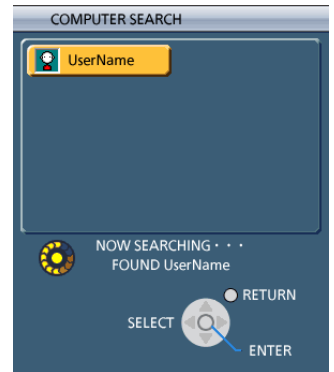 COMPUTER SEARCH
UserName
NOW SEARCHING・・・
FOUND UserName
RETURN
SELECT
ENTER